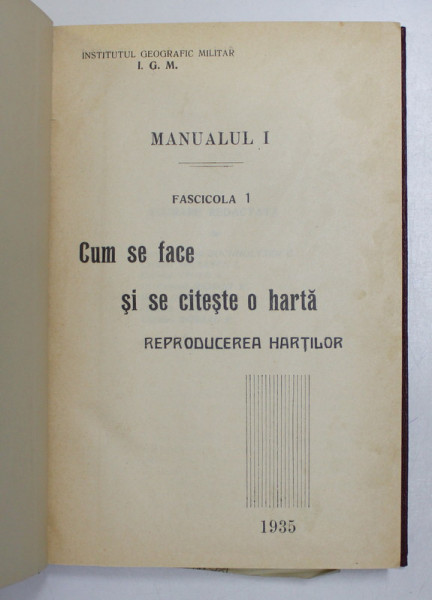 INSTITUTUL GEOGRAFIC MILITAR
I. G. M.
MANUALUL I
FASCICOLA 1
Cum se face
şi se citeşte o hartă
REPRODUCEREA HARŢILOR
1935